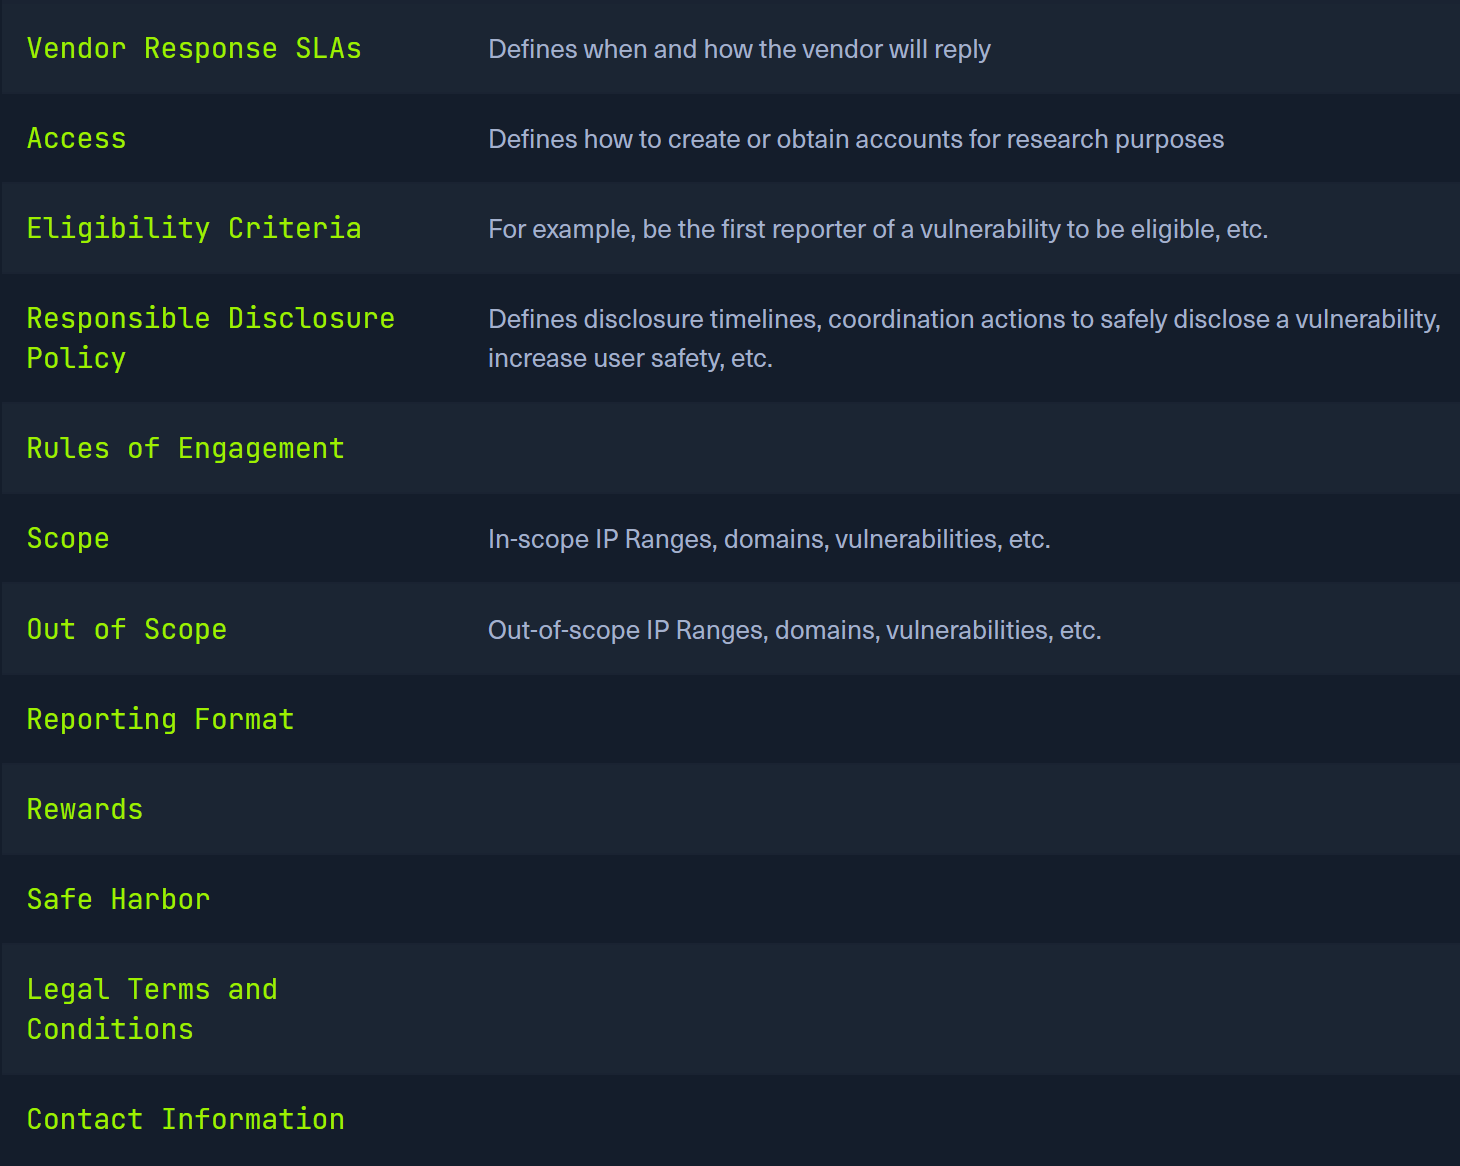 Vendor Response SLAs Defines when and how the vendor will reply
Access Defines how to create or obtain accounts for research purposes
Eligibility Criteria For example, be the first reporter of a vulnerability to be eligible, etc.
Responsible Disclosure Defines disclosure timelines, coordination actions to safely disclose a vulnerability,
Policy increase user safety, etc.
Rules of Engagement
Scope In-scope IP Ranges, domains, vulnerabilities, etc.
Out of Scope Out-of-scope IP Ranges, domains, vulnerabilities, etc.
Reporting Format
Rewards
Safe Harbor
Legal Terms and
Conditions
Contact Information